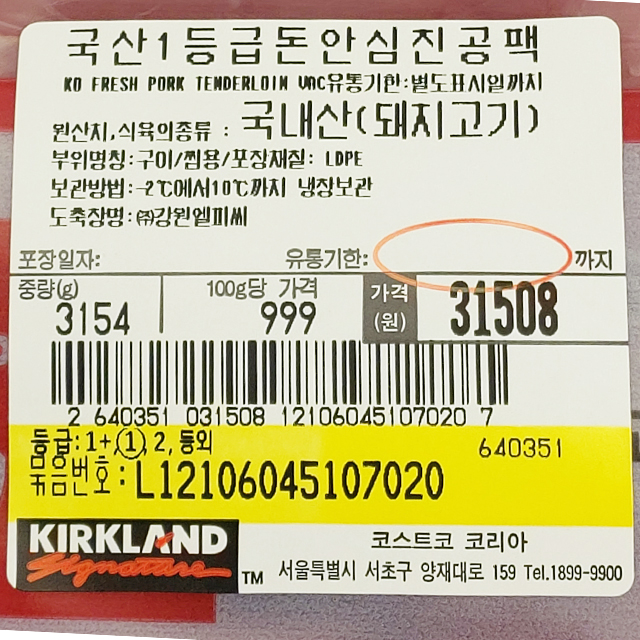 국산1등급돈안심진공팩
KO FRESH PORK TENDERLOIN VAC유통기한:별도표시일까지
원산지,식육의종류 : 국내산(돼지고기)
부위명칭:구이/찜용/포장재질: LDPE
보관방법:-2℃에서10℃까지 냉장보관
도축장명:㈜강원엘피씨
포장일자: 유통기한: 까지
중량(g) 100g당 가격 가격(원)
3154 999 31508
2 640351 031508 12106045107020 7
등급:1+,1,2,등외 640351
묶음번호:L12106045107020
KIRKLAND
Signature TM
코스트코 코리아
서울특별시 서초구 양재대로 159 Tel.1899-9900